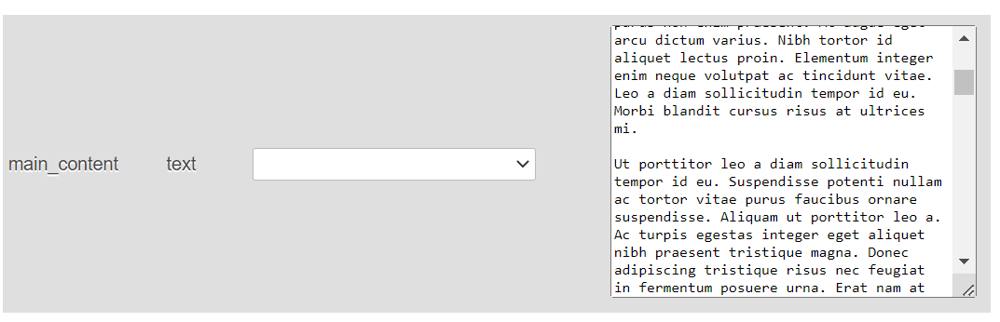 main_content text
arcu dictum varius. Nibh tortor id
aliquet lectus proin. Elementum integer
enim neque volutpat ac tincidunt vitae.
Leo a diam sollicitudin tempor id eu.
Morbi blandit cursus risus at ultrices
mi.
Ut porttitor leo a diam sollicitudin
tempor id eu. Suspendisse potenti nullam
ac tortor vitae purus faucibus ornare
suspendisse. Aliquam ut porttitor leo a.
Ac turpis egestas integer eget aliquet
nibh praesent tristique magna. Donec
adipiscing tristique risus nec feugiat
in fermentum posuere urna. Erat nam at